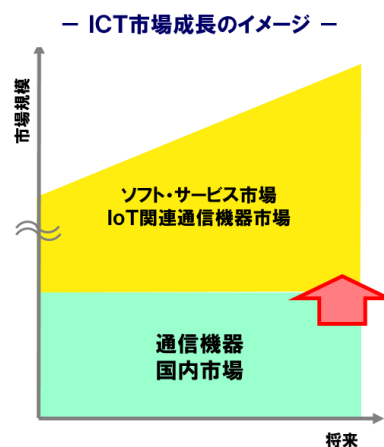 － ICT市場成長のイメージ －
市場規模
ソフト・サービス市場
IoT関連通信機器市場
通信機器
国内市場
将来